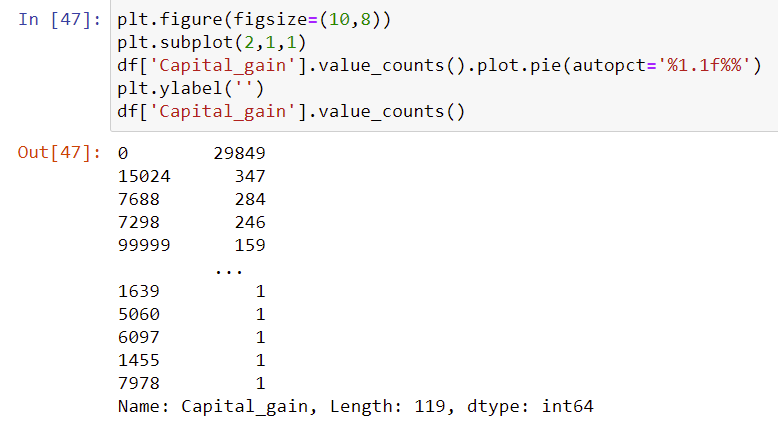 In [47]: plt.figure(figsize=(10,8))
plt.subplot(2,1,1)
df['Capital_gain'].value_counts().plot.pie(autopct='%1.1f%%')
plt.ylabel('')
df['Capital_gain'].value_counts()
Out[47]: 0 29849
15024 347
7688 284
7298 246
99999 159
...
1639 1
5060 1
6097 1
1455 1
7978 1
Name: Capital_gain, Length: 119, dtype: int64